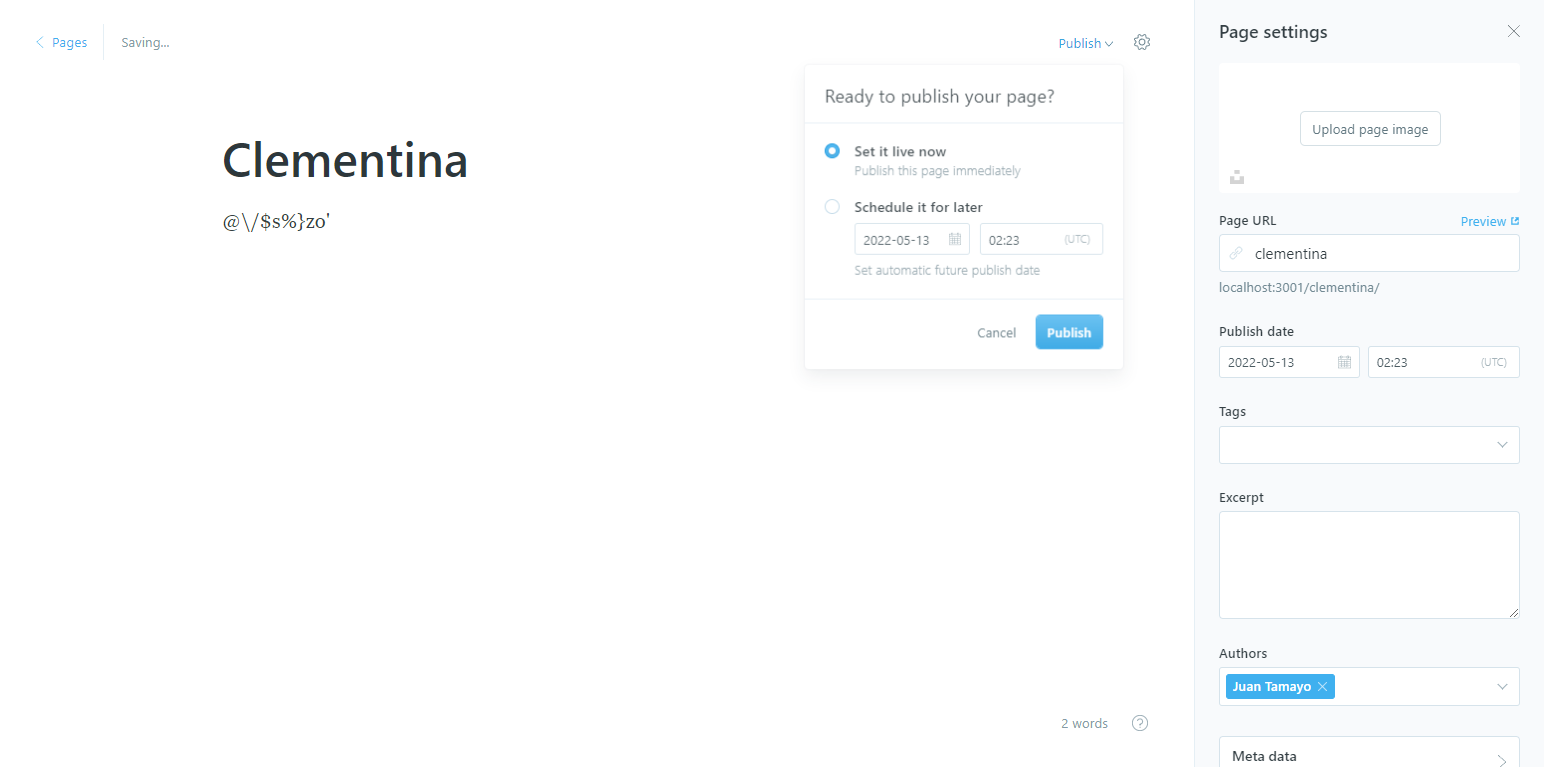 Pages
Saving...
Publish
Ready to publish your page?
Set it live now
Publish this page immediately
Schedule it for later
2022-05-13
02:23 (UTC)
Set automatic future publish date
Cancel
Publish
Clementina
@\/$s%}zo'
2 words
?
Page settings
Upload page image
Page URL
Preview
clementina
localhost:3001/clementina/
Publish date
2022-05-13
02:23 (UTC)
Tags
Excerpt
Authors
Juan Tamayo
Meta data